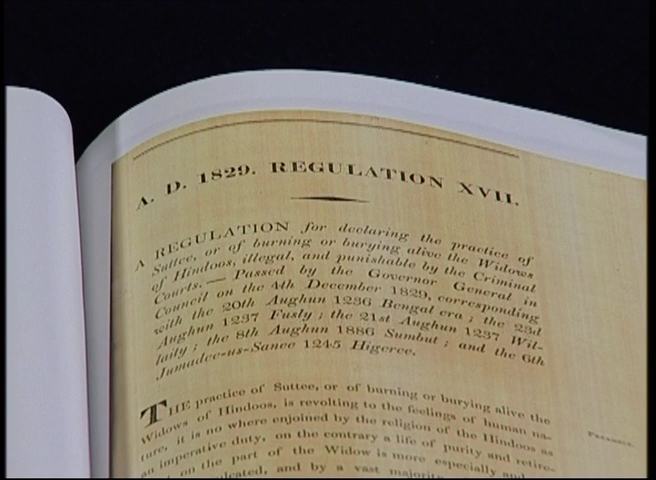 A. D. 1829. REGULATION XVII.
A REGULATION for declaring the practice of
Suttee, or of burning or burying alive the Widows
of Hindoos, illegal, and punishable by the Criminal
Courts.— Passed by the Governor General in
Council on the 4th December 1829, corresponding
with the 20th Aughun 1236 Bengal era ; the 23d
Aughun 1237 Fusly ; the 21st Aughun 1237 Wil-
laity ; the 8th Aughun 1886 Sumbut ; and the 6th
Jumadee-us-Sanee 1245 Higeree.
THE practice of Suttee, or of burning or burying alive the
Widows of Hindoos, is revolting to the feelings of human na-
Preamble.
ture, it is no where enjoined by the religion of the Hindoos as
an imperative duty, on the contrary a life of purity and retire-
on the part of the Widow is more especially and
and by a vast